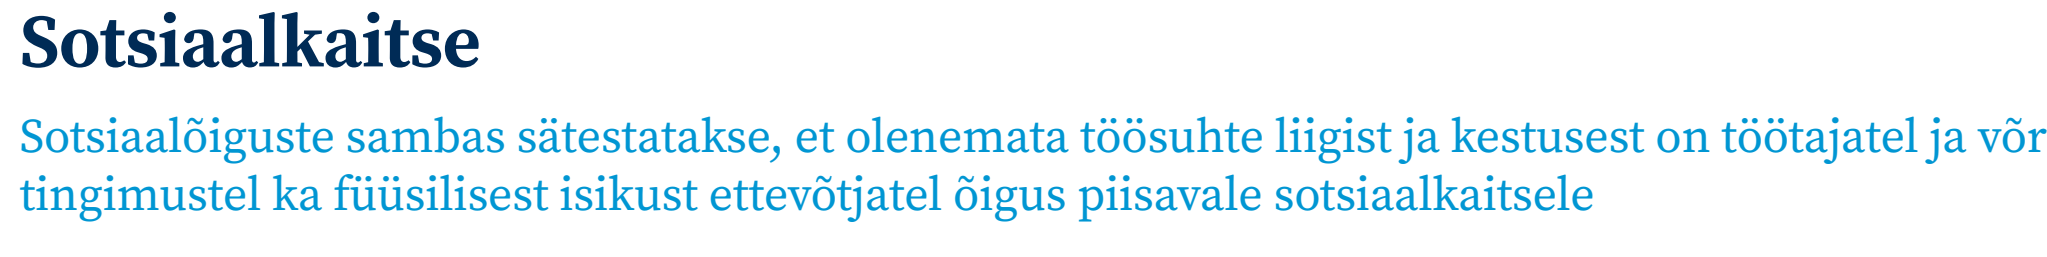 Sotsiaalkaitse
Sotsiaalõiguste sambas sätestatakse, et olenemata töösuhte liigist ja kestusest on töötajatel ja võr
tingimustel ka füüsilisest isikust ettevõtjatel õigus piisavale sotsiaalkaitsele